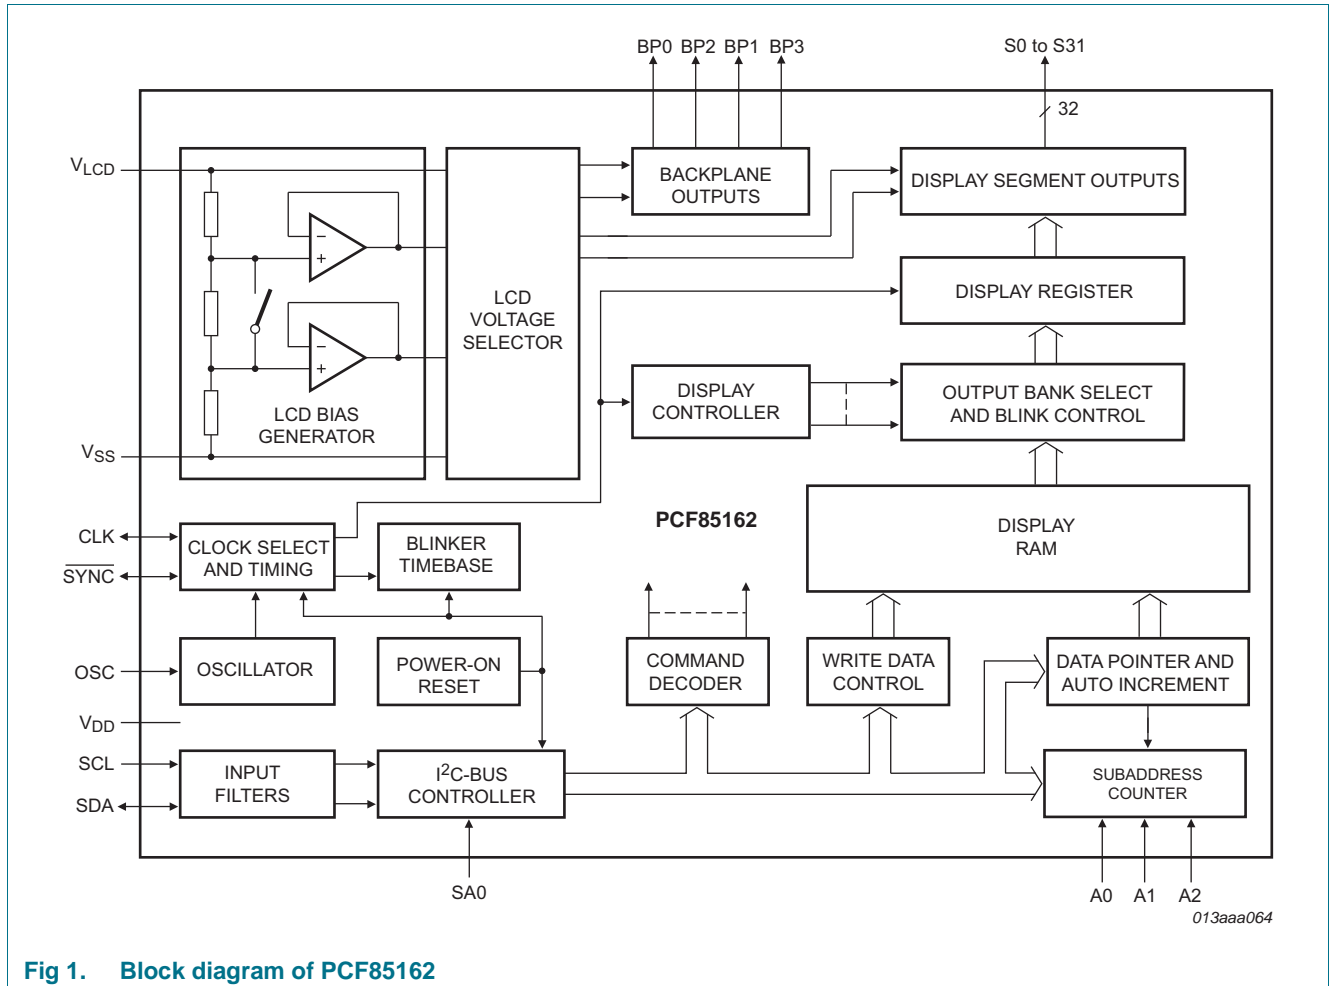 BP0 BP2 BP1 BP3
S0 to S31
32
VLCD
BACKPLANE
OUTPUTS
DISPLAY SEGMENT OUTPUTS
−
+
−
+
LCD
VOLTAGE
SELECTOR
DISPLAY REGISTER
LCD BIAS
GENERATOR
DISPLAY
CONTROLLER
OUTPUT BANK SELECT
AND BLINK CONTROL
VSS
CLK
SYNC
CLOCK SELECT
AND TIMING
BLINKER
TIMEBASE
PCF85162
DISPLAY
RAM
OSC
OSCILLATOR
POWER-ON
RESET
COMMAND
DECODER
WRITE DATA
CONTROL
DATA POINTER AND
AUTO INCREMENT
VDD
SCL
SDA
INPUT
FILTERS
I²C-BUS
CONTROLLER
SUBADDRESS
COUNTER
SA0
A0 A1 A2
013aaa064
Fig 1. Block diagram of PCF85162